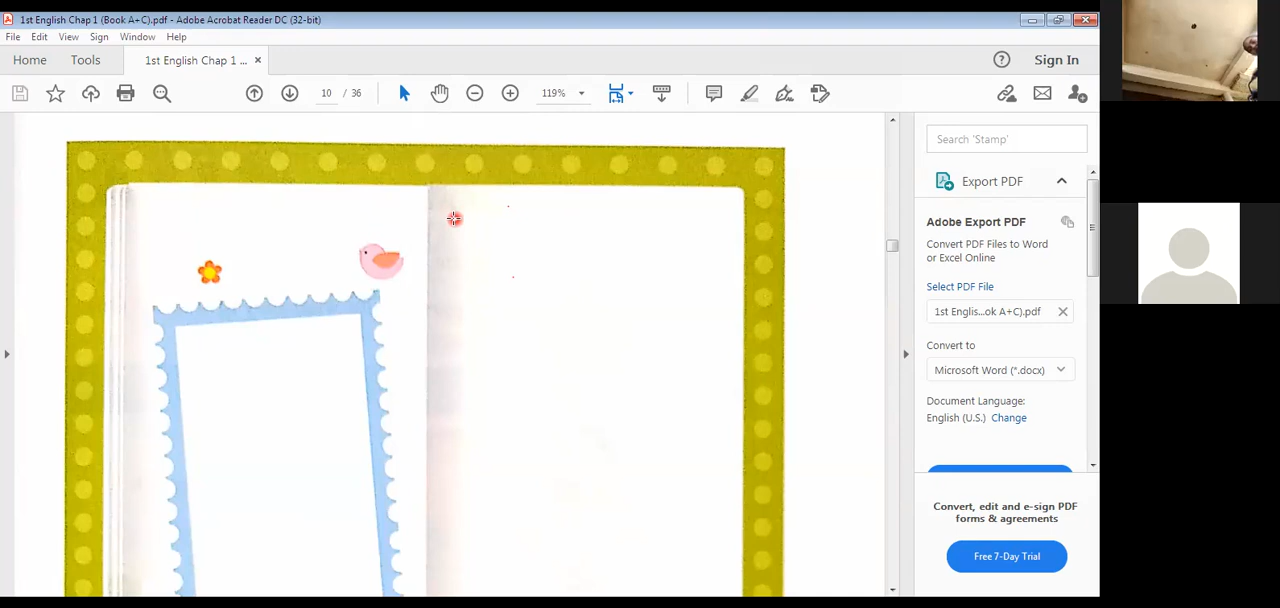 1st English Chap 1 (Book A+C).pdf - Adobe Acrobat Reader DC (32-bit)
File Edit View Sign Window Help
Home Tools 1st English Chap 1 ... Sign In
10 / 36 119%
Search 'Stamp'
Export PDF
Adobe Export PDF
Convert PDF Files to Word
or Excel Online
Select PDF File
1st Englis...ok A+C).pdf
Convert to
Microsoft Word (*.docx)
Document Language:
English (U.S.) Change
Convert, edit and e-sign PDF
forms & agreements
Free 7-Day Trial